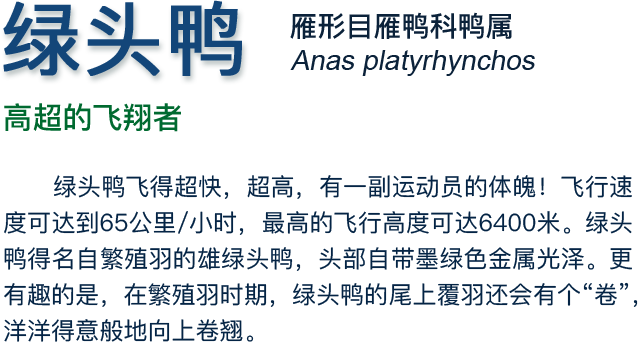 绿头鸭
雁形目雁鸭科鸭属
Anas platyrhynchos
高超的飞翔者
绿头鸭飞得超快，超高，有一副运动员的体魄！飞行速
度可达到65公里/小时，最高的飞行高度可达6400米。绿头
鸭得名自繁殖羽的雄绿头鸭，头部自带墨绿色金属光泽。更
有趣的是，在繁殖羽时期，绿头鸭的尾上覆羽还会有个“卷”，
洋洋得意般地向上卷翘。